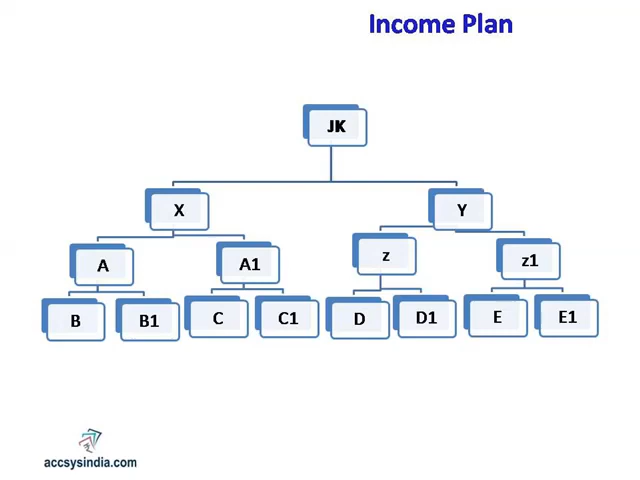 Income Plan
JK
X
Y
A
A1
z
z1
B
B1
C
C1
D
D1
E
E1
accsysindia.com